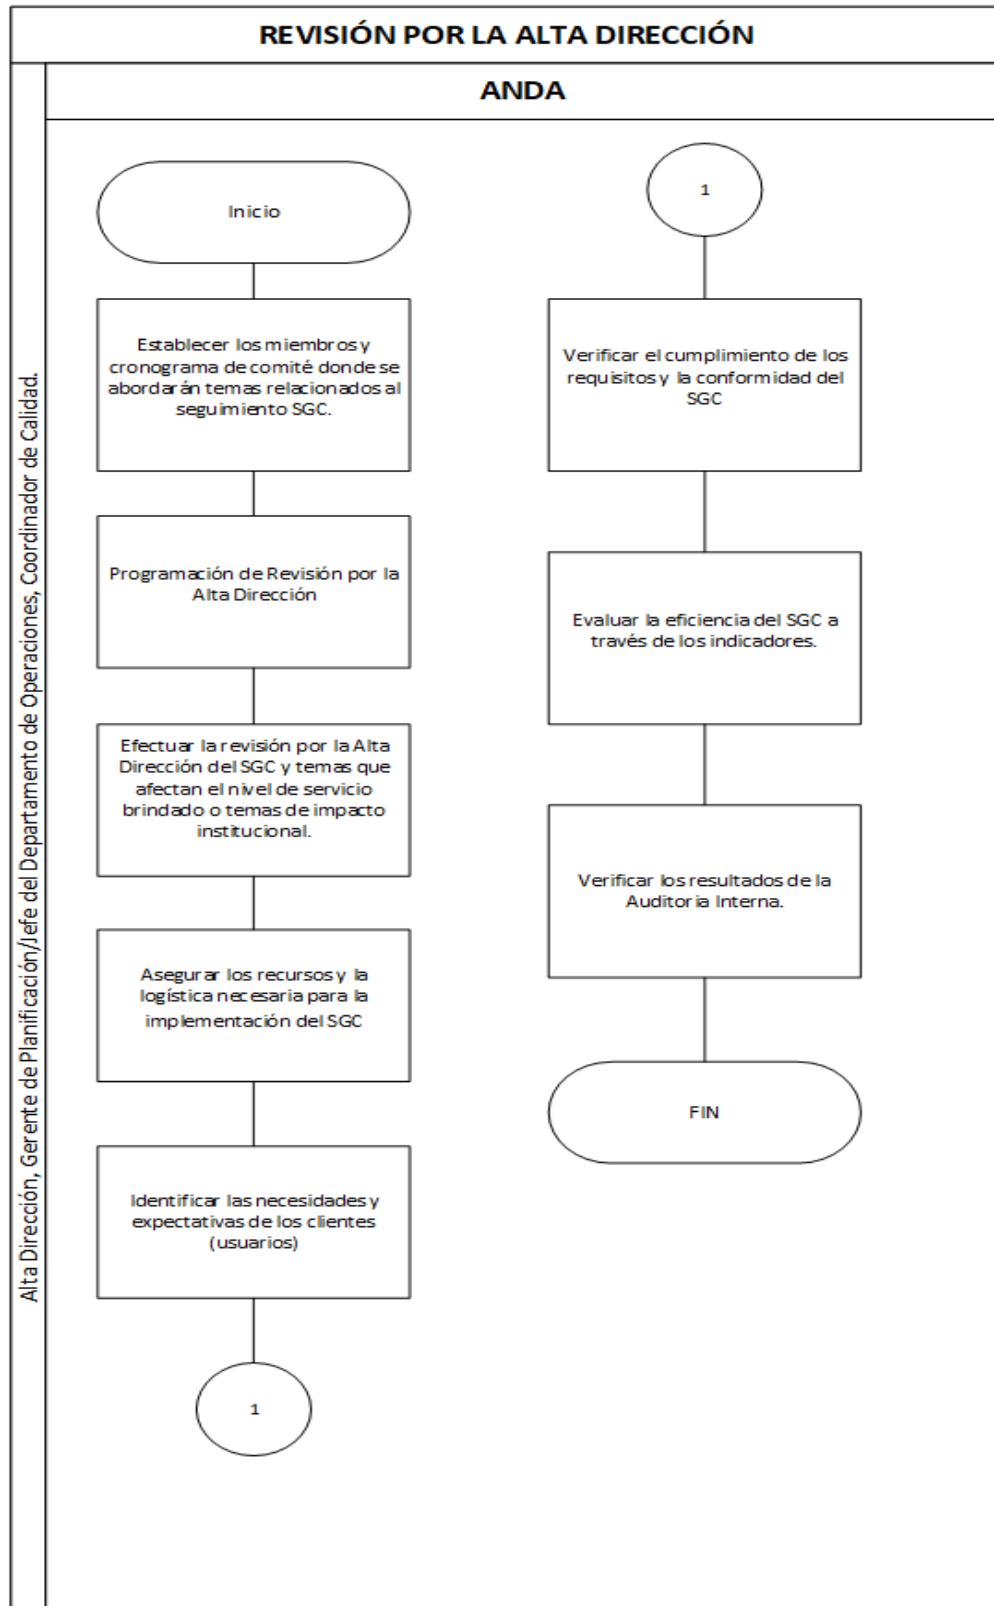 REVISIÓN POR LA ALTA DIRECCIÓN
ANDA
Alta Dirección, Gerente de Planificación/Jefe del Departamento de Operaciones, Coordinador de Calidad.
Inicio
Establecer los miembros y
cronograma de comité donde se
abordarán temas relacionados al
seguimiento SGC.
Programación de Revisión por la
Alta Dirección
Efectuar la revisión por la Alta
Dirección del SGC y temas que
afectan el nivel de servicio
brindado o temas de impacto
institucional.
Asegurar los recursos y la
logística necesaria para la
implementación del SGC
Identificar las necesidades y
expectativas de los clientes
(usuarios)
1
1
Verificar el cumplimiento de los
requisitos y la conformidad del
SGC
Evaluar la eficiencia del SGC a
través de los indicadores.
Verificar los resultados de la
Auditoria Interna.
FIN